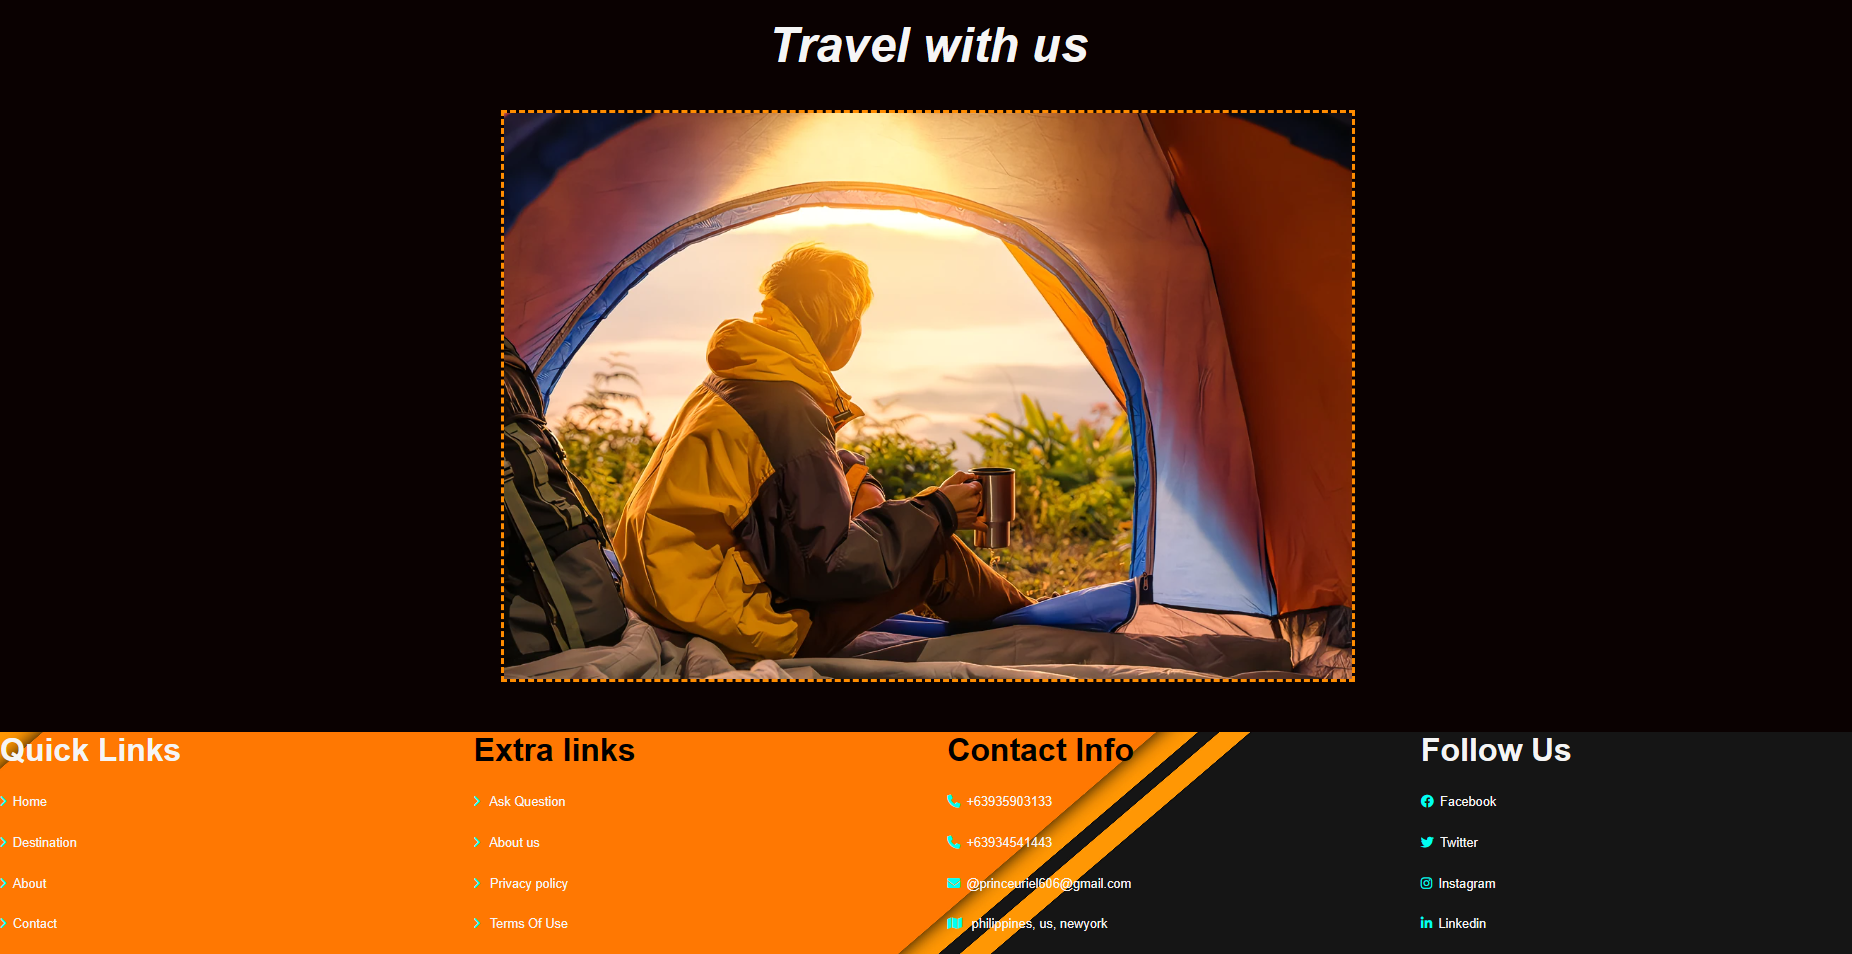 Travel with us
Quick Links
Home
Destination
About
Contact
Extra links
Ask Question
About us
Privacy policy
Terms Of Use
Contact Info
+63935903133
+63934541443
@princeuriel606@gmail.com
philippines, us, newyork
Follow Us
Facebook
Twitter
Instagram
Linkedin